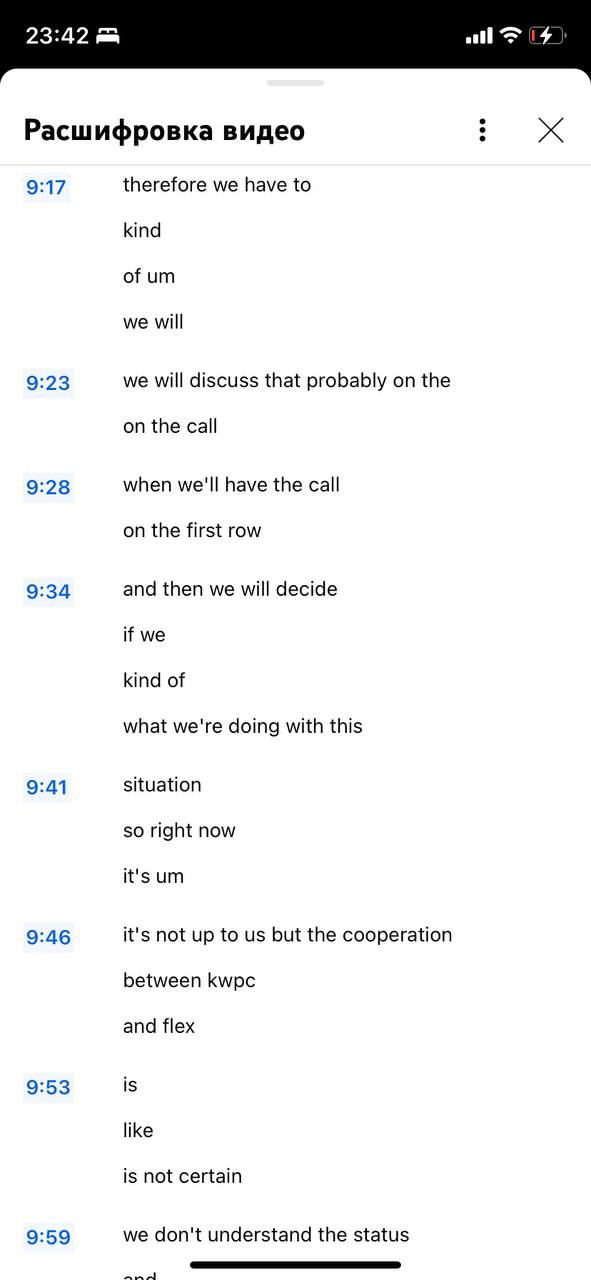 23:42
Расшифровка видео
9:17
therefore we have to
kind
of um
we will
9:23
we will discuss that probably on the
on the call
9:28
when we'll have the call
on the first row
9:34
and then we will decide
if we
kind of
what we're doing with this
9:41
situation
so right now
it's um
9:46
it's not up to us but the cooperation
between kwpc
and flex
9:53
is
like
is not certain
9:59
we don't understand the status
and